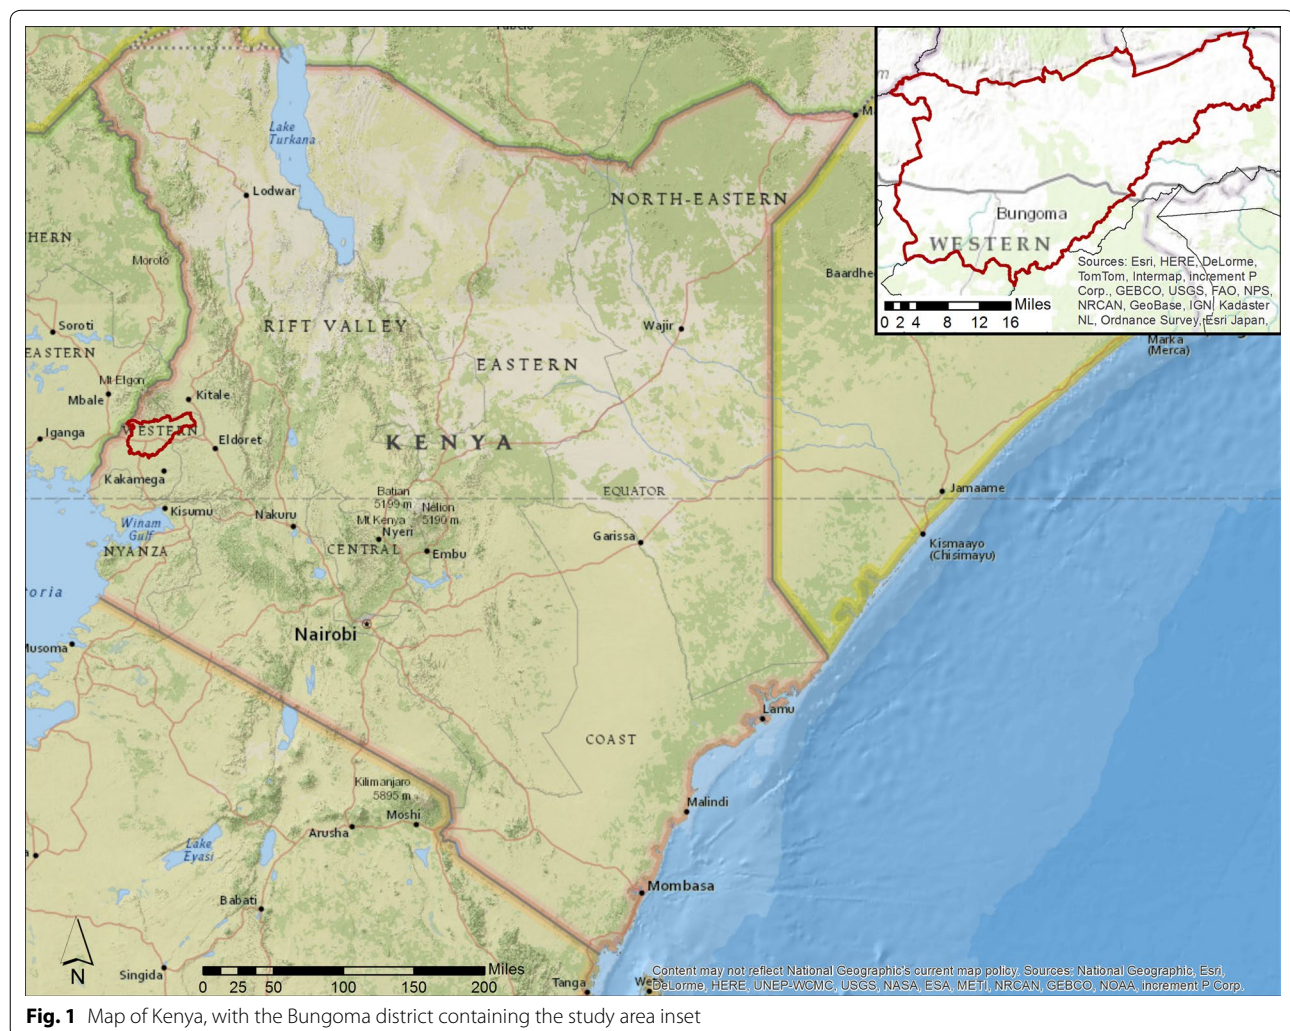 Lake
Turkana
Lodwar
NORTH-EASTERN
HERN
Moroto
Baardhe
Soroti
RIFT VALLEY
Wajir
EASTERN
EASTERN
Mt Elgon
Mbale
Kitale
Iganga
WESTERN
Eldoret
KENYA
Kakamega
Batian
5199 m
Nelion
5190 m
EQUATOR
Jamaame
Kisumu
Winam
Gulf
Nakuru
Mt Kenya
Nyeri
NYANZA
CENTRAL
Embu
Garissa
Kismaayo
(Chisimayu)
oria
Nairobi
Musoma
Lamu
COAST
Kilimanjaro
5895 m
Moshi
Arusha
Malindi
Lake
Eyasi
Mombasa
Babati
Singida
Tanga
Marka
(Merca)
N
Miles
0 25 50 100 150 200
Content may not reflect National Geographic's current map policy. Sources: National Geographic, Esri,
DeLorme, HERE, UNEP-WCMC, USGS, NASA, ESA, METI, NRCAN, GEBCO, NOAA, increment P Corp.
Bungoma
WESTERN
Sources: Esri, HERE, DeLorme,
TomTom, Intermap, increment P
Corp., GEBCO, USGS, FAO, NPS,
NRCAN, GeoBase, IGN, Kadaster
NL, Ordnance Survey, Esri Japan,
Miles
0 2 4 8 12 16
Fig. 1 Map of Kenya, with the Bungoma district containing the study area inset